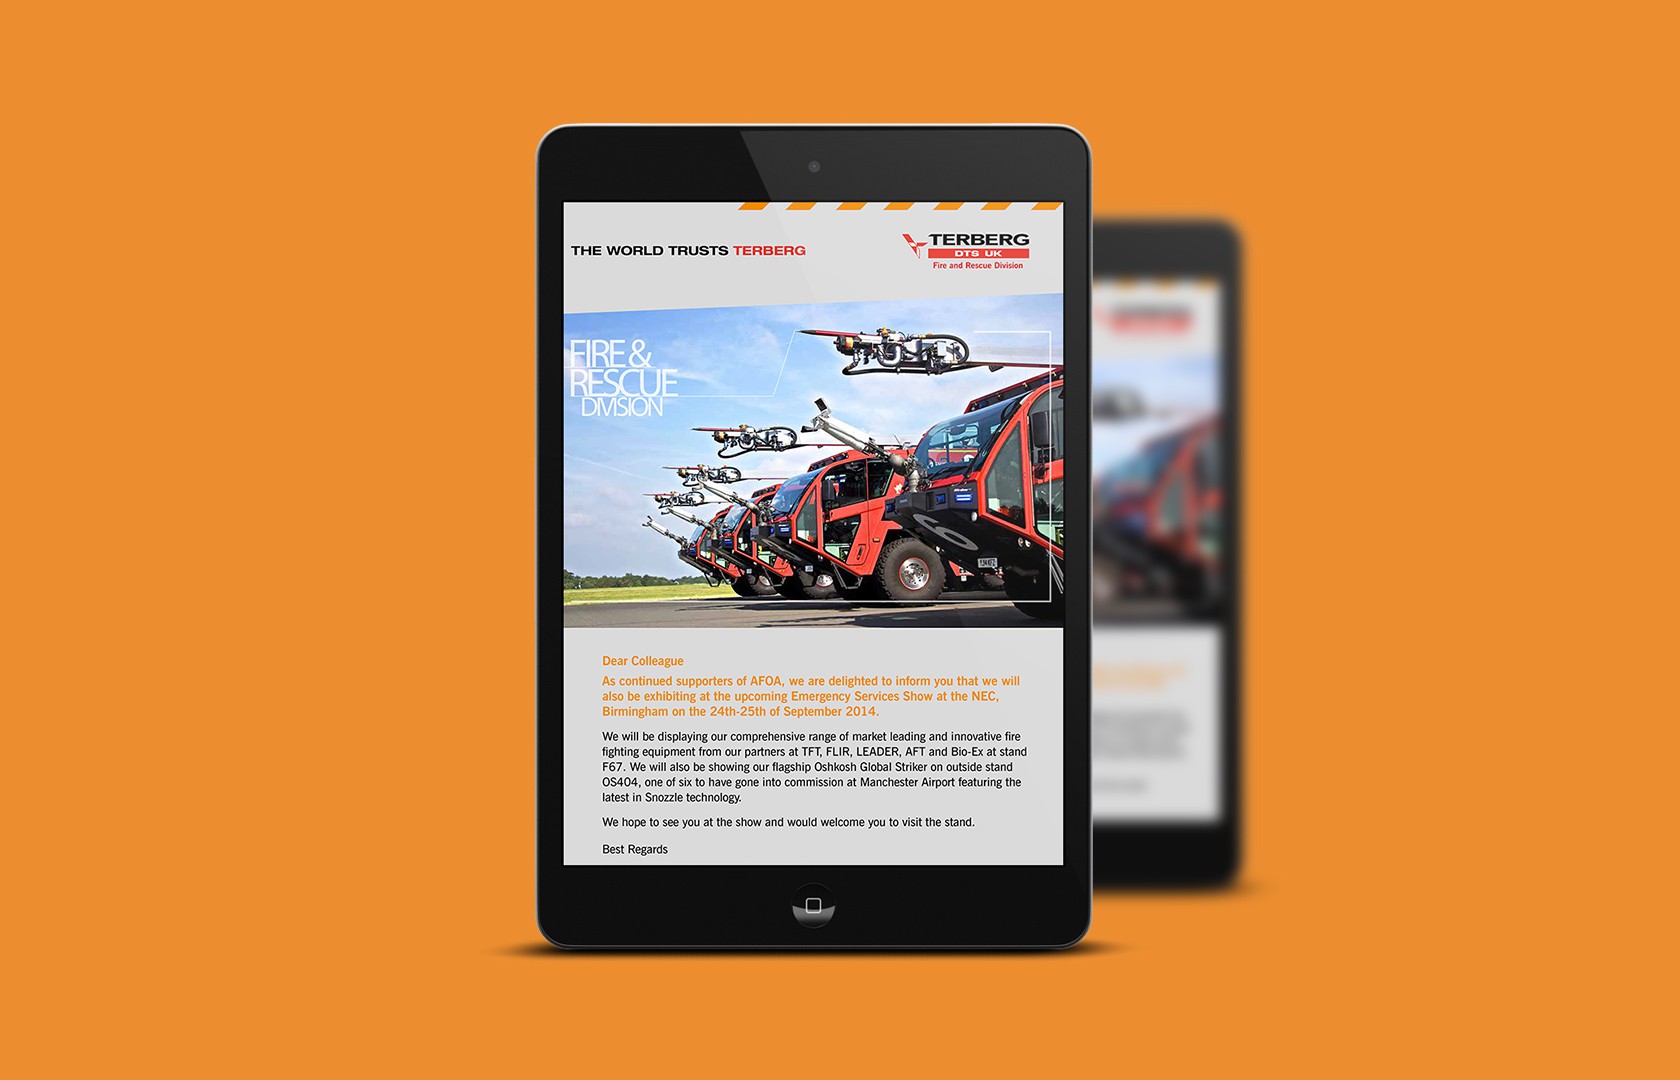 THE WORLD TRUSTS TERBERG
TERBERG
DTS UK
Fire and Rescue Division
FIRE &
RESCUE
DIVISION
6
Dear Colleague
As continued supporters of AFOA, we are delighted to inform you that we will
also be exhibiting at the upcoming Emergency Services Show at the NEC,
Birmingham on the 24th-25th of September 2014.
We will be displaying our comprehensive range of market leading and innovative fire
fighting equipment from our partners at TFT, FLIR, LEADER, AFT and Bio-Ex at stand
F67. We will also be showing our flagship Oshkosh Global Striker on outside stand
OS404, one of six to have gone into commission at Manchester Airport featuring the
latest in Snozzle technology.
We hope to see you at the show and would welcome you to visit the stand.
Best Regards